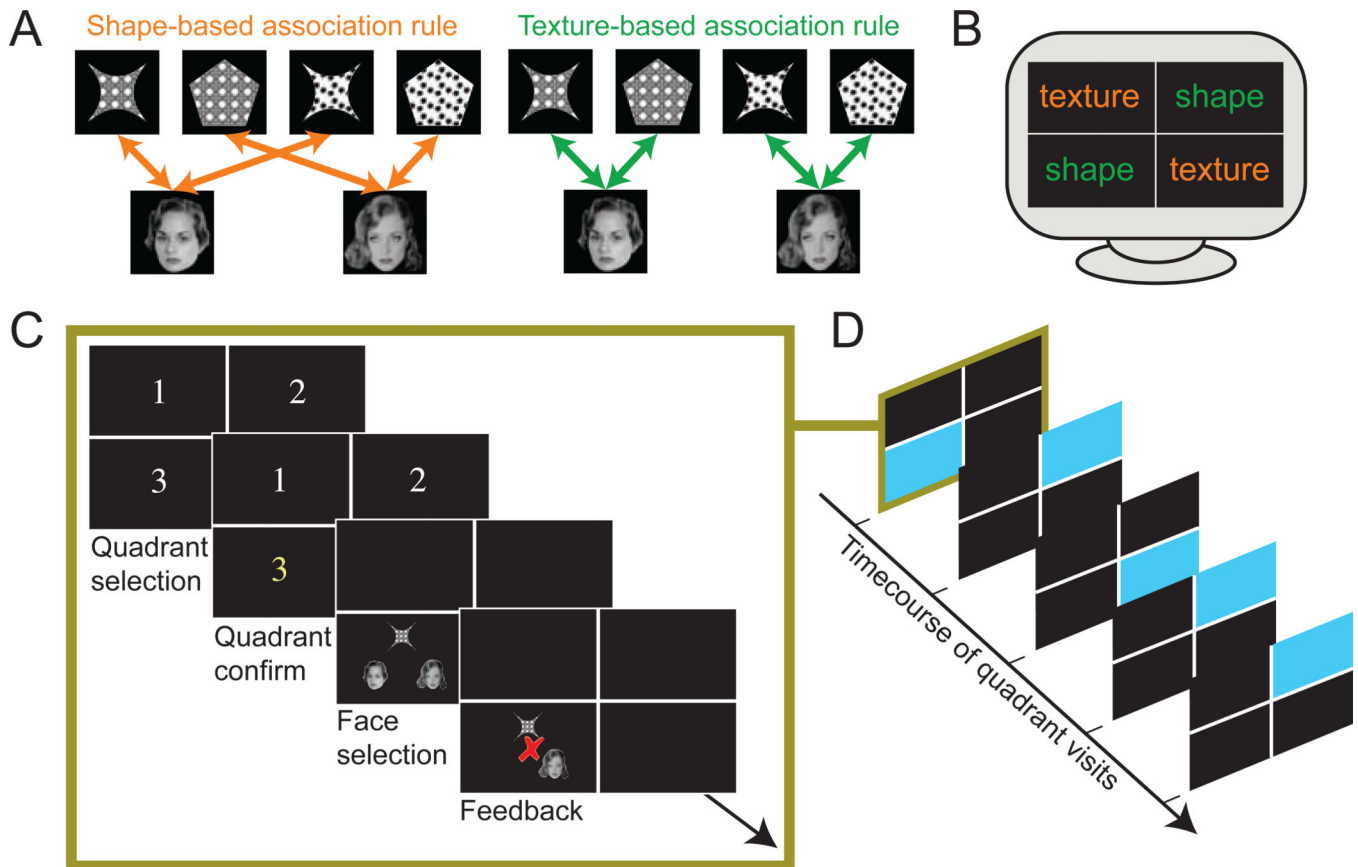 A
Shape-based association rule
Texture-based association rule
B
texture
shape
shape
texture
C
1
2
3
Quadrant
selection
1
2
3
Quadrant
confirm
Face
selection
Feedback
D
Timecourse of quadrant visits